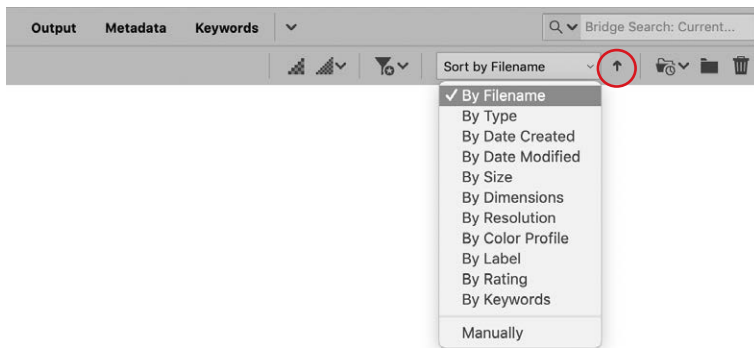 Output Metadata Keywords Bridge Search: Current...
Sort by Filename
✓ By Filename
By Type
By Date Created
By Date Modified
By Size
By Dimensions
By Resolution
By Color Profile
By Label
By Rating
By Keywords
Manually